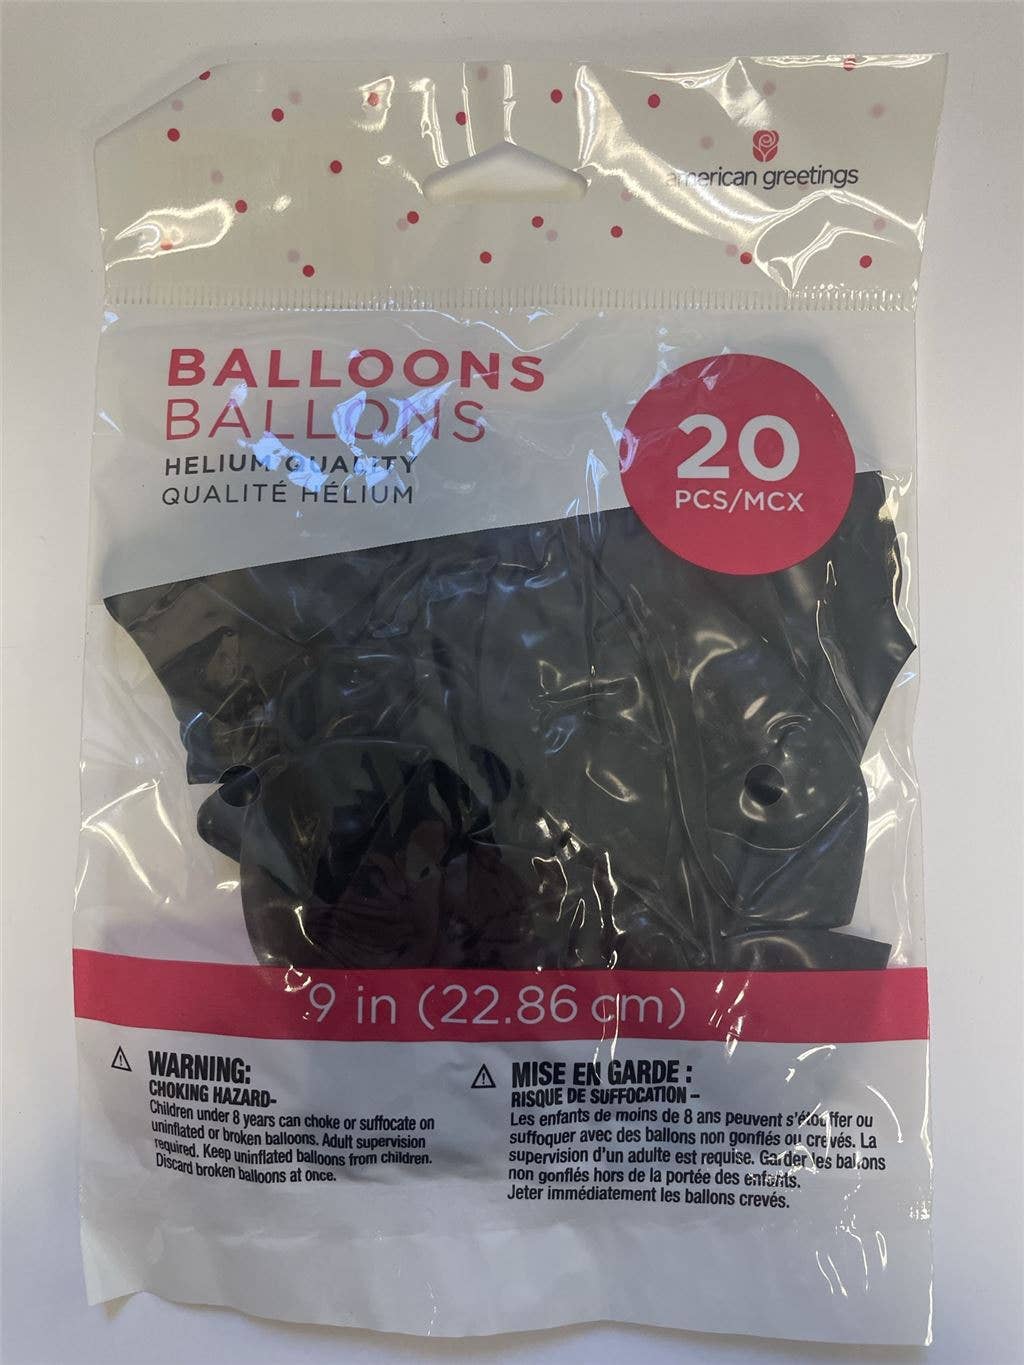 american greetings
BALLOONS
BALLONS
HELIUM QUALITY
QUALITÉ HÉLIUM
20
PCS/MCX
9 in (22.86 cm)
WARNING:
CHOKING HAZARD-
Children under 8 years can choke or suffocate on
uninflated or broken balloons. Adult supervision
required. Keep uninflated balloons from children.
Discard broken balloons at once.
MISE EN GARDE :
RISQUE DE SUFFOCATION –
Les enfants de moins de 8 ans peuvent s'étouffer ou
suffoquer avec des ballons non gonflés ou crevés. La
supervision d'un adulte est requise. Garder les ballons
non gonflés hors de la portée des enfants.
Jeter immédiatement les ballons crevés.